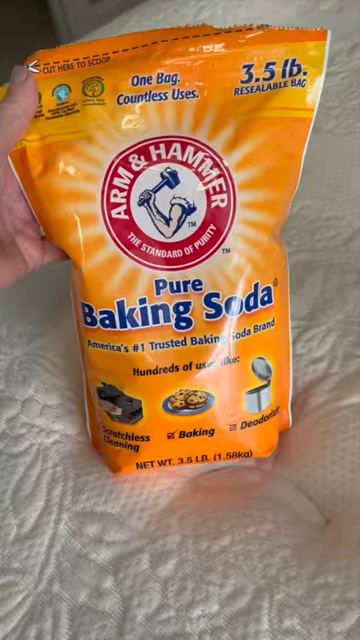 CUT HERE TO SCOOP
One Bag.
Countless Uses.
3.5 lb.
RESEALABLE BAG
ARM & HAMMER
THE STANDARD OF PURITY
TM
TM
Pure
Baking Soda®
America's #1 Trusted Baking Soda Brand
Hundreds of uses like:
Scratchless
Cleaning
Baking
Deodorizing
NET WT. 3.5 LB. (1.58kg)